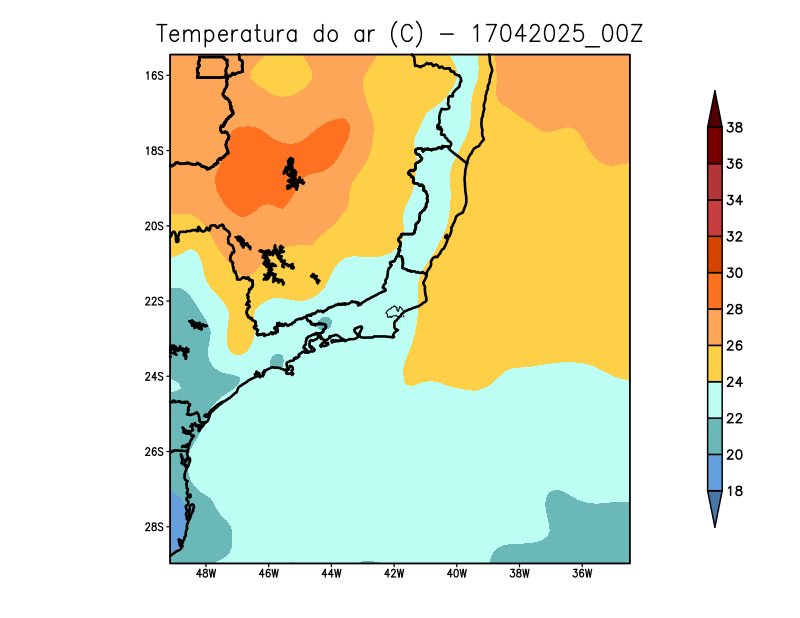 Temperatura do ar (C) – 17042025_00Z
16S
18S
20S
22S
24S
26S
28S
48W 46W 44W 42W 40W 38W 36W
38
36
34
32
30
28
26
24
22
20
18